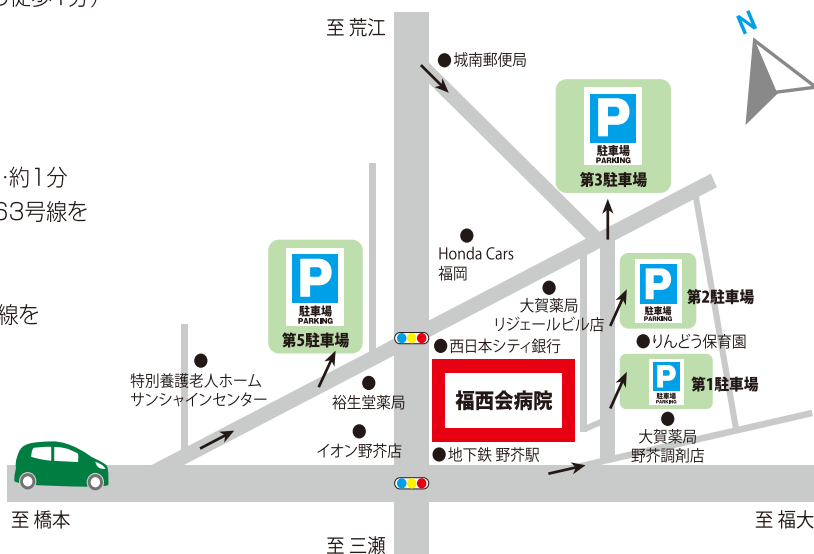 至 荒江
N
城南郵便局
P
駐車場
PARKING
第3駐車場
・約1分
63号線を
Honda Cars
福岡
P
駐車場
PARKING
第5駐車場
大賀薬局
リジェールビル店
P
駐車場
PARKING
第2駐車場
線を
西日本シティ銀行
りんどう保育園
特別養護老人ホーム
サンシャインセンター
裕生堂薬局
福西会病院
P
駐車場
PARKING
第1駐車場
イオン野芥店
地下鉄 野芥駅
大賀薬局
野芥調剤店
至 橋本
至 福大
至 三瀬